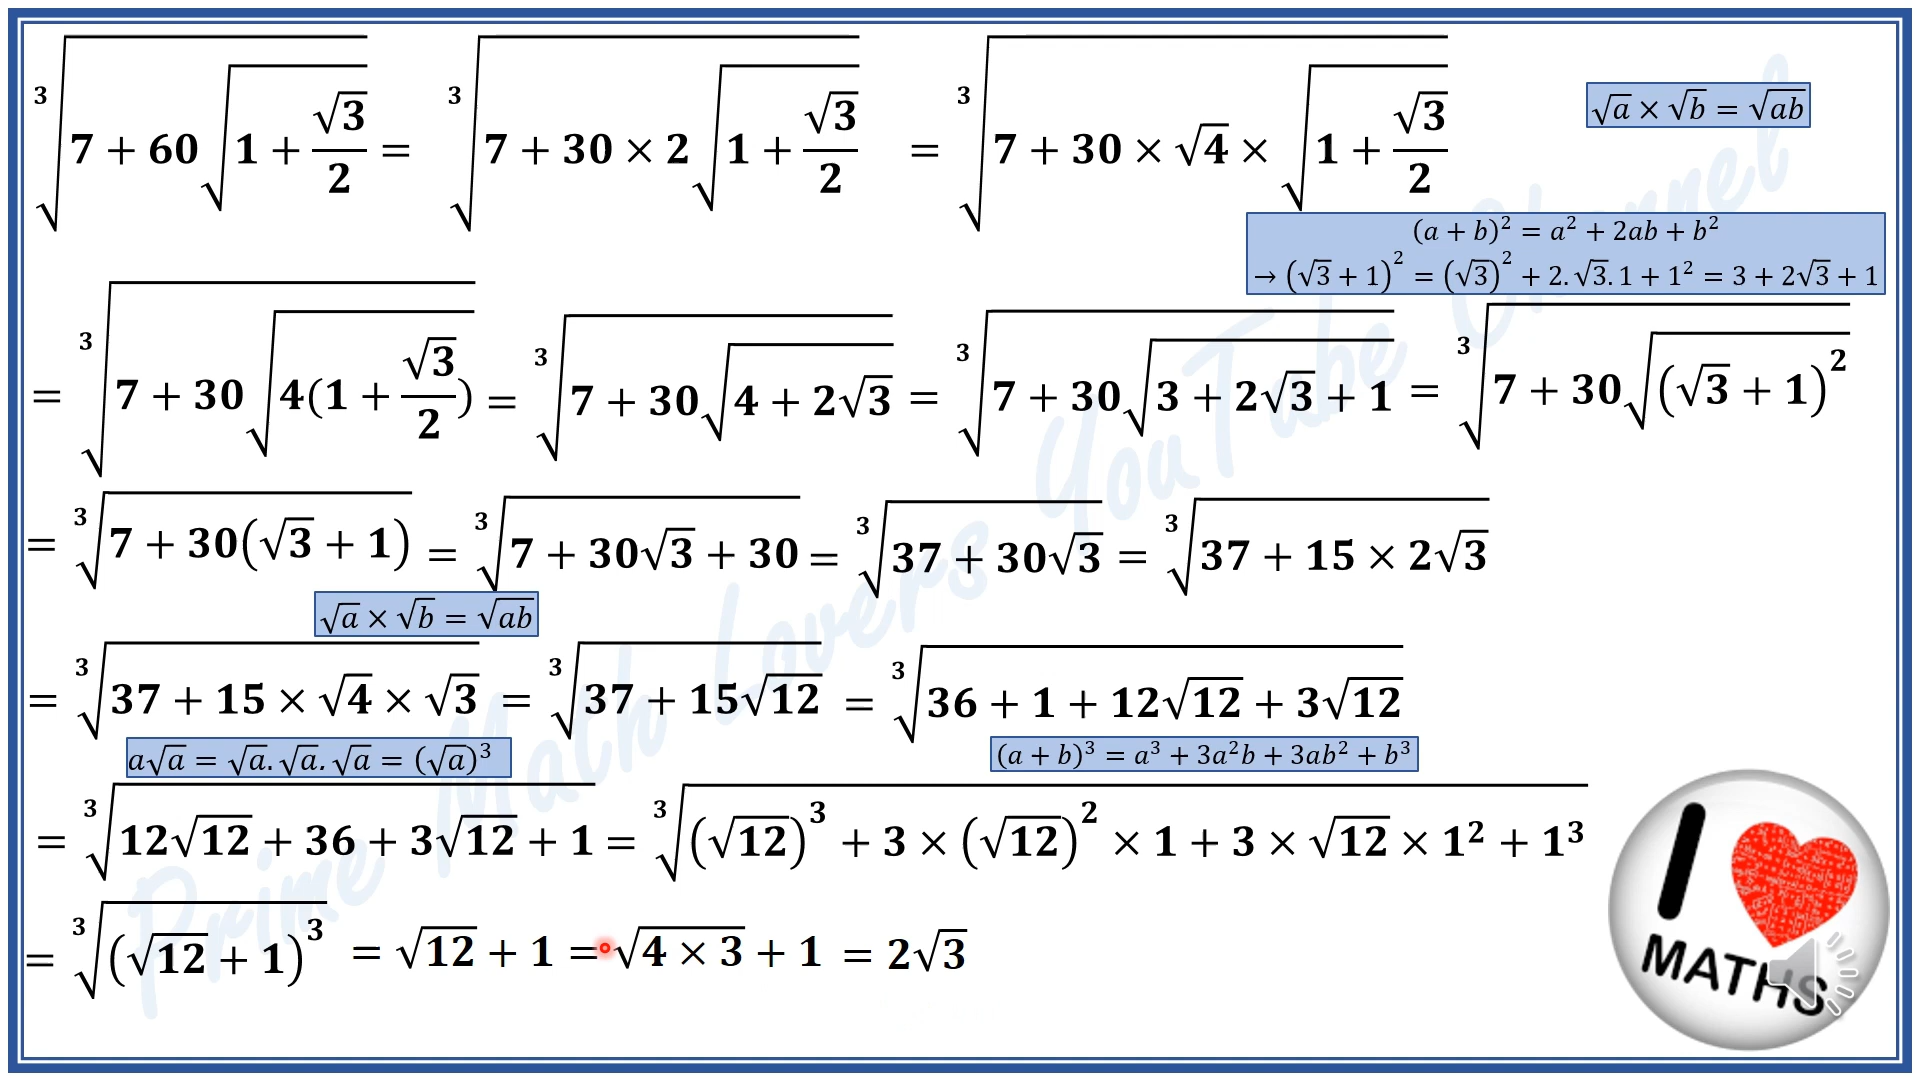 ∛(7 + 60√(1 + √3/2)) = ∛(7 + 30 × 2√(1 + √3/2)) = ∛(7 + 30 × √4 × √(1 + √3/2))
√a × √b = √ab
(a + b)² = a² + 2ab + b²
→ (√3 + 1)² = (√3)² + 2. √3. 1 + 1² = 3 + 2√3 + 1
= ∛(7 + 30√(4(1 + √3/2))) = ∛(7 + 30√(4 + 2√3)) = ∛(7 + 30√(3 + 2√3 + 1)) = ∛(7 + 30√((√3 + 1)²))
= ∛(7 + 30(√3 + 1)) = ∛(7 + 30√3 + 30) = ∛(37 + 30√3) = ∛(37 + 15 × 2√3)
√a × √b = √ab
= ∛(37 + 15 × √4 × √3) = ∛(37 + 15√12) = ∛(36 + 1 + 12√12 + 3√12)
a√a = √a. √a. √a = (√a)³
(a + b)³ = a³ + 3a²b + 3ab² + b³
= ∛(12√12 + 36 + 3√12 + 1) = ∛((√12)³ + 3 × (√12)² × 1 + 3 × √12 × 1² + 1³)
= ∛((√12 + 1)³) = √12 + 1 = √(4 × 3) + 1 = 2√3
Prime Math Lovers YouTube Channel
I
MATHS